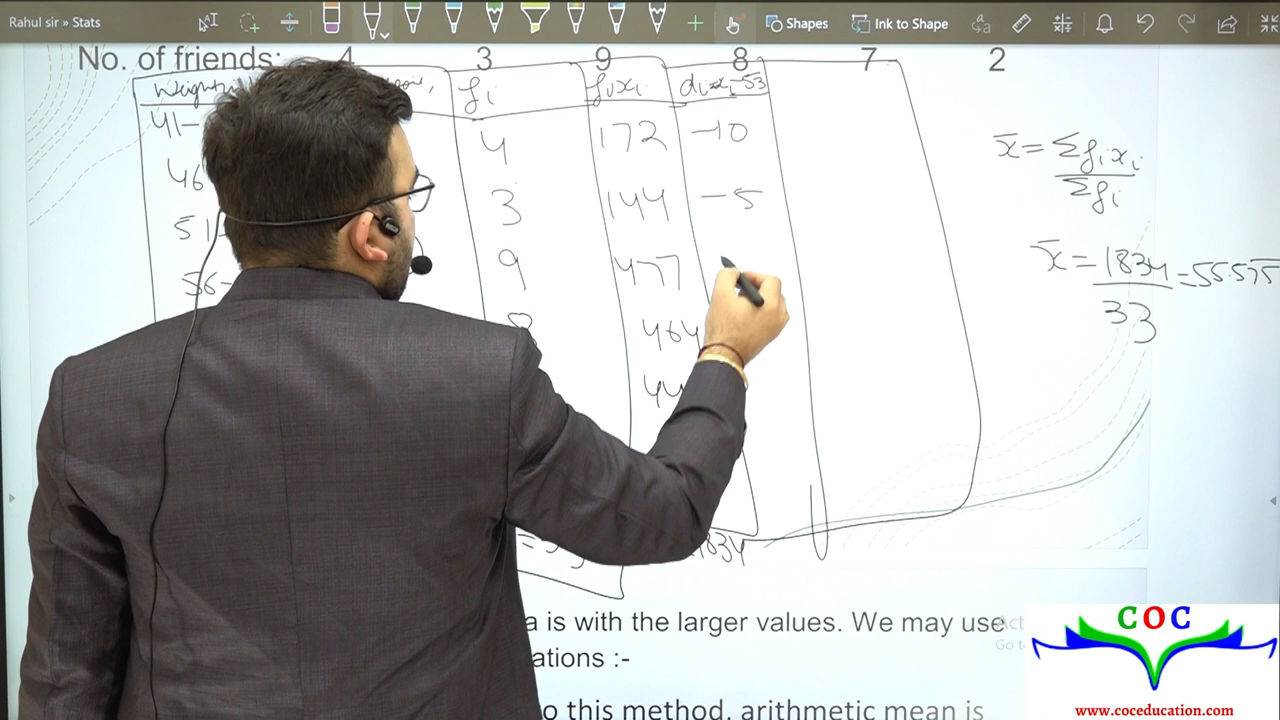 Rahul sir » Stats
Shapes
Ink to Shape
No. of friends: 4 3 9 8 7 2
fi fixi di=xi-53
41-
4 172 -10
46
3 144 -5
51-
9 477
56-
8 464
44
1834
x̄ = Σfixi
Σfi
x̄ = 1834 = 55.575
33
a is with the larger values. We may use
ations :-
o this method, arithmetic mean is
COC
www.coceducation.com